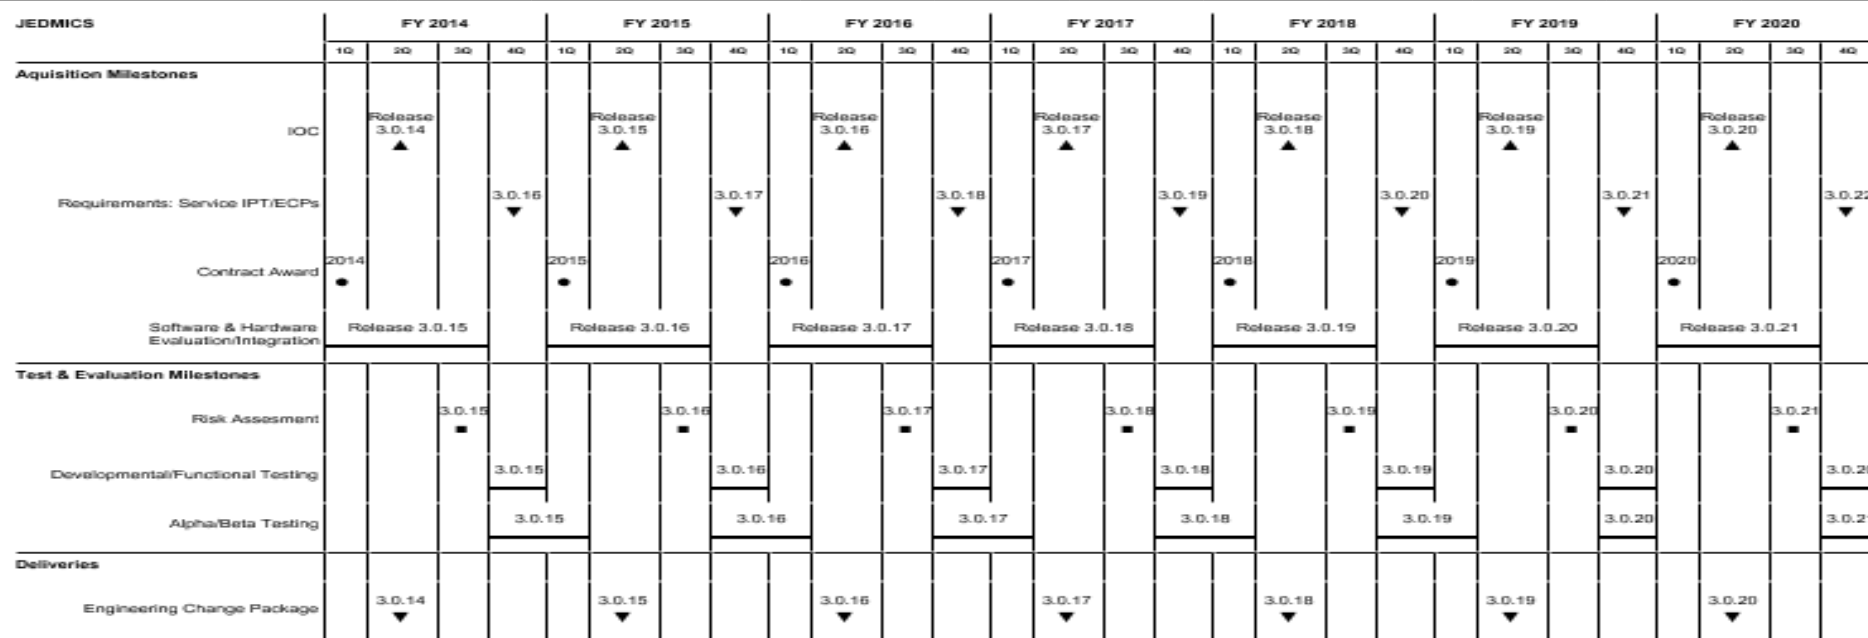 JEDMICS FY 2014 FY 2015 FY 2016 FY 2017 FY 2018 FY 2019 FY 2020
1Q 2Q 3Q 4Q 1Q 2Q 3Q 4Q 1Q 2Q 3Q 4Q 1Q 2Q 3Q 4Q 1Q 2Q 3Q 4Q 1Q 2Q 3Q 4Q 1Q 2Q 3Q 4Q
Aquisition Milestones
Release Release Release Release Release Release Release
IOC 3.0.14 3.0.15 3.0.16 3.0.17 3.0.18 3.0.19 3.0.20
Requirements: Service IPT/ECPs 3.0.16 3.0.17 3.0.18 3.0.19 3.0.20 3.0.21 3.0.22
Contract Award 2014 2015 2016 2017 2018 2019 2020
Software & Hardware Release 3.0.15 Release 3.0.16 Release 3.0.17 Release 3.0.18 Release 3.0.19 Release 3.0.20 Release 3.0.21
Evaluation/Integration
Test & Evaluation Milestones
Risk Assesment 3.0.15 3.0.16 3.0.17 3.0.18 3.0.19 3.0.20 3.0.21
Developmental/Functional Testing 3.0.15 3.0.16 3.0.17 3.0.18 3.0.19 3.0.20
Alpha/Beta Testing 3.0.15 3.0.16 3.0.17 3.0.18 3.0.19 3.0.20
Deliveries
Engineering Change Package 3.0.14 3.0.15 3.0.16 3.0.17 3.0.18 3.0.19 3.0.20